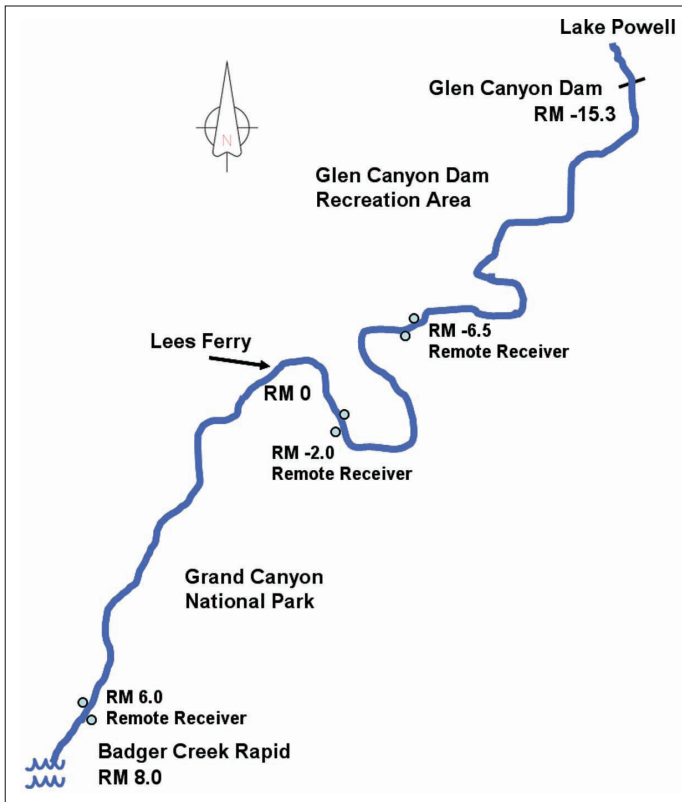 Lake Powell
Glen Canyon Dam
RM -15.3
N
Glen Canyon Dam
Recreation Area
RM -6.5
Remote Receiver
Lees Ferry
RM 0
RM -2.0
Remote Receiver
Grand Canyon
National Park
RM 6.0
Remote Receiver
Badger Creek Rapid
RM 8.0